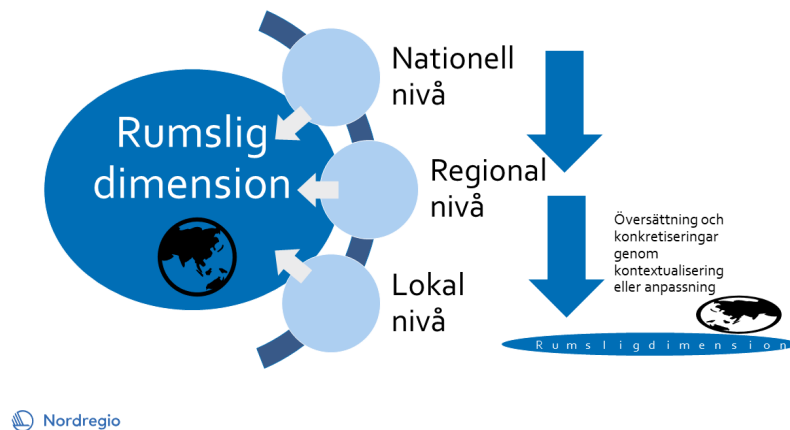 Nationell
nivå
Rumslig
dimension
Regional
nivå
Lokal
nivå
Översättning och
konkretiseringar
genom
kontextualisering
eller anpassning
Rumsligdimension
Nordregio